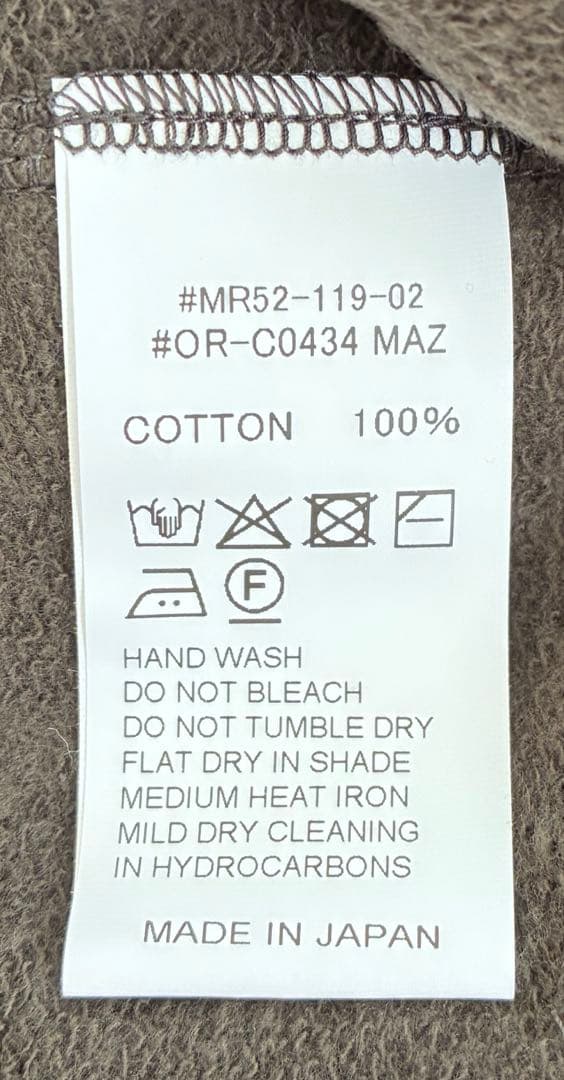 #MR52-119-02
#OR-C0434 MAZ
COTTON 100%
F
HAND WASH
DO NOT BLEACH
DO NOT TUMBLE DRY
FLAT DRY IN SHADE
MEDIUM HEAT IRON
MILD DRY CLEANING
IN HYDROCARBONS
MADE IN JAPAN